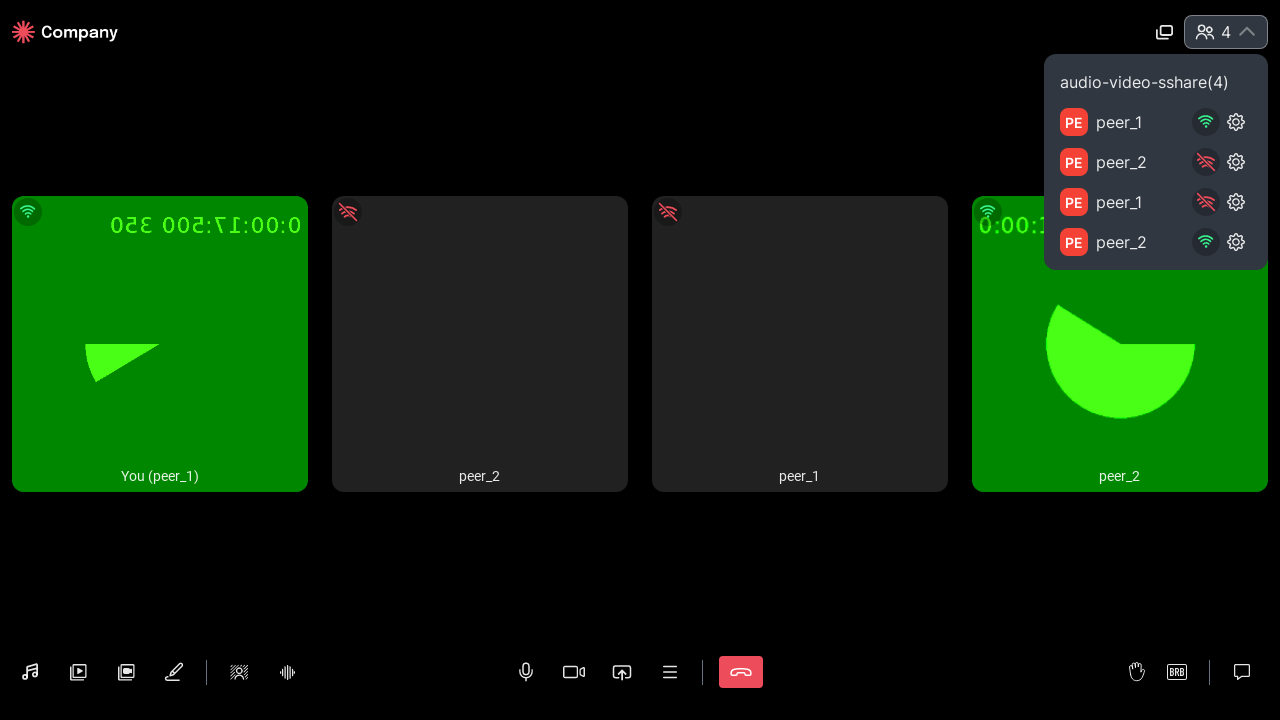 Company
4
audio-video-sshare(4)
PE peer_1
PE peer_2
PE peer_1
PE peer_2
0:00:17:500 350
0:00:1
You (peer_1)
peer_2
peer_1
peer_2
BRB